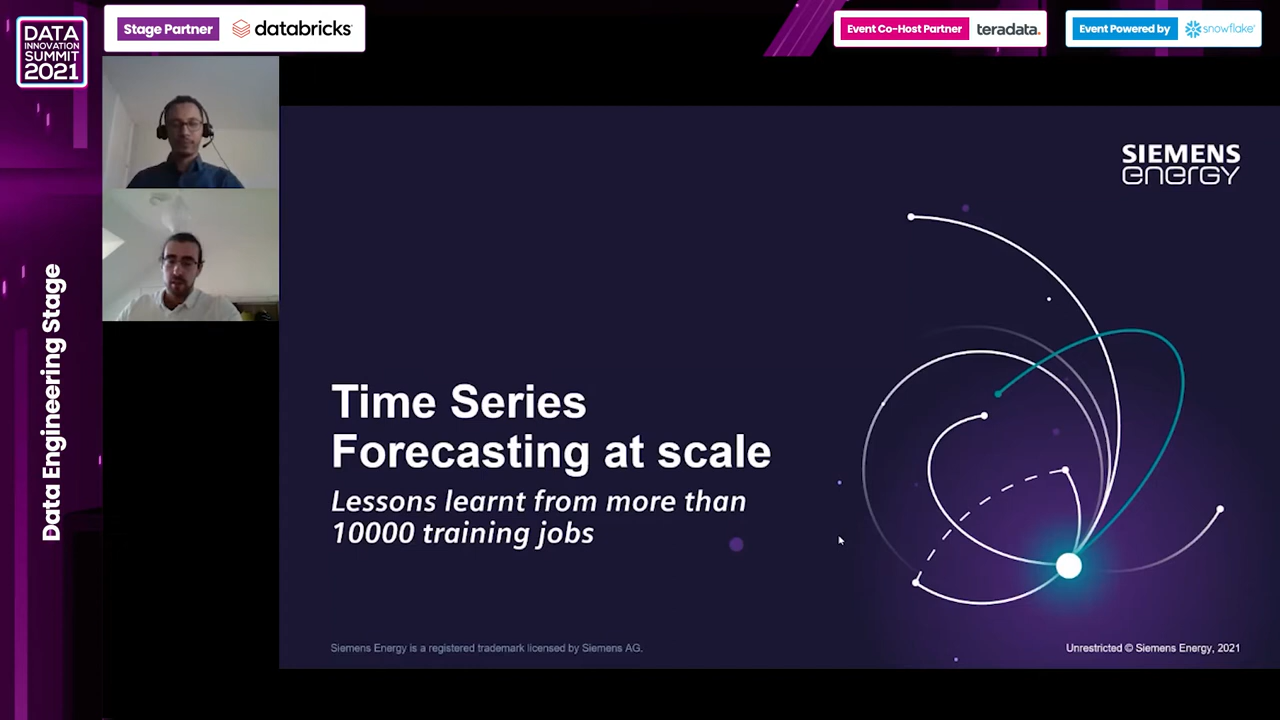 DATA
INNOVATION
SUMMIT
2021
Stage Partner
databricks
Event Co-Host Partner
teradata.
Event Powered by
snowflake
Data Engineering Stage
SIEMENS
energy
Time Series
Forecasting at scale
Lessons learnt from more than
10000 training jobs
Siemens Energy is a registered trademark licensed by Siemens AG.
Unrestricted © Siemens Energy, 2021